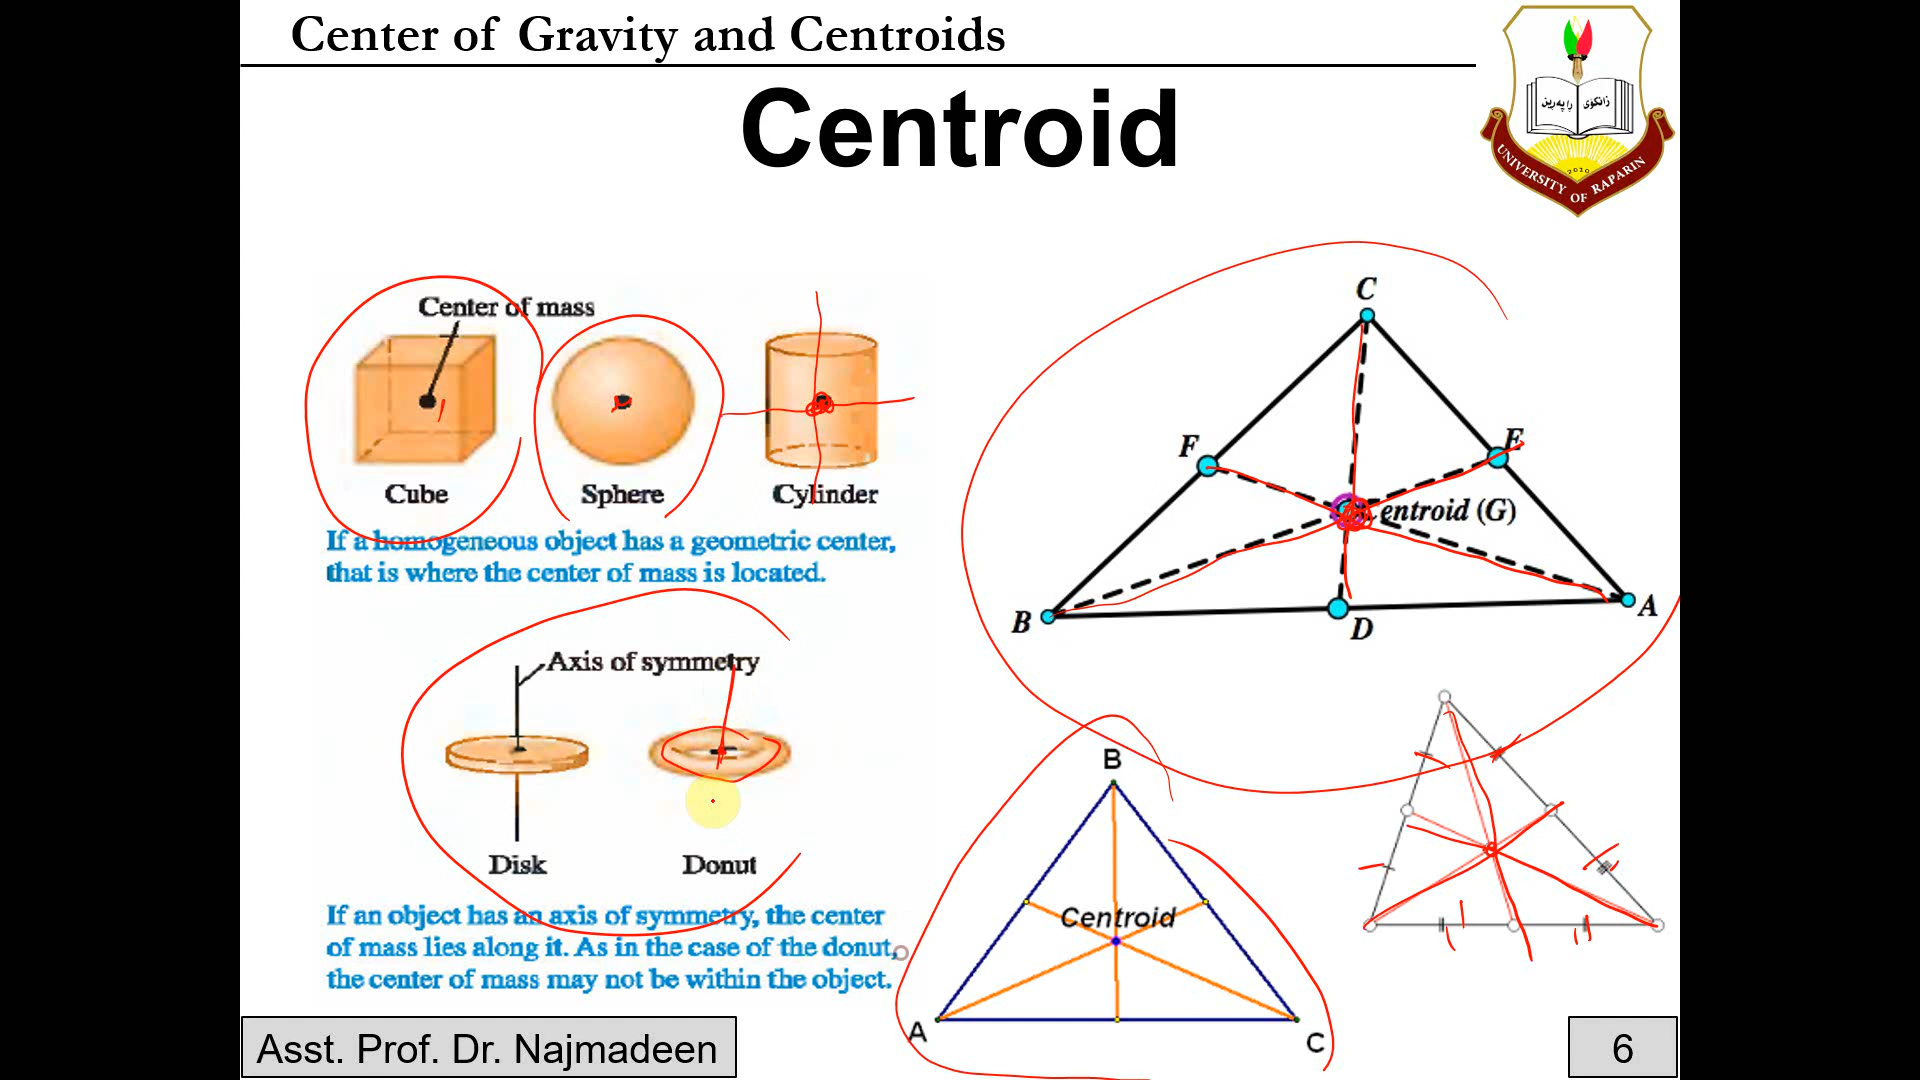 Center of Gravity and Centroids
Centroid
زانكۆی ڕاپەڕین
2010
UNIVERSITY OF RAPARIN
Center of mass
Cube
Sphere
Cylinder
If a homogeneous object has a geometric center,
that is where the center of mass is located.
Axis of symmetry
Disk
Donut
If an object has an axis of symmetry, the center
of mass lies along it. As in the case of the donut,
the center of mass may not be within the object.
C
F
E
entroid (G)
B
A
D
B
Centroid
A
C
Asst. Prof. Dr. Najmadeen
6